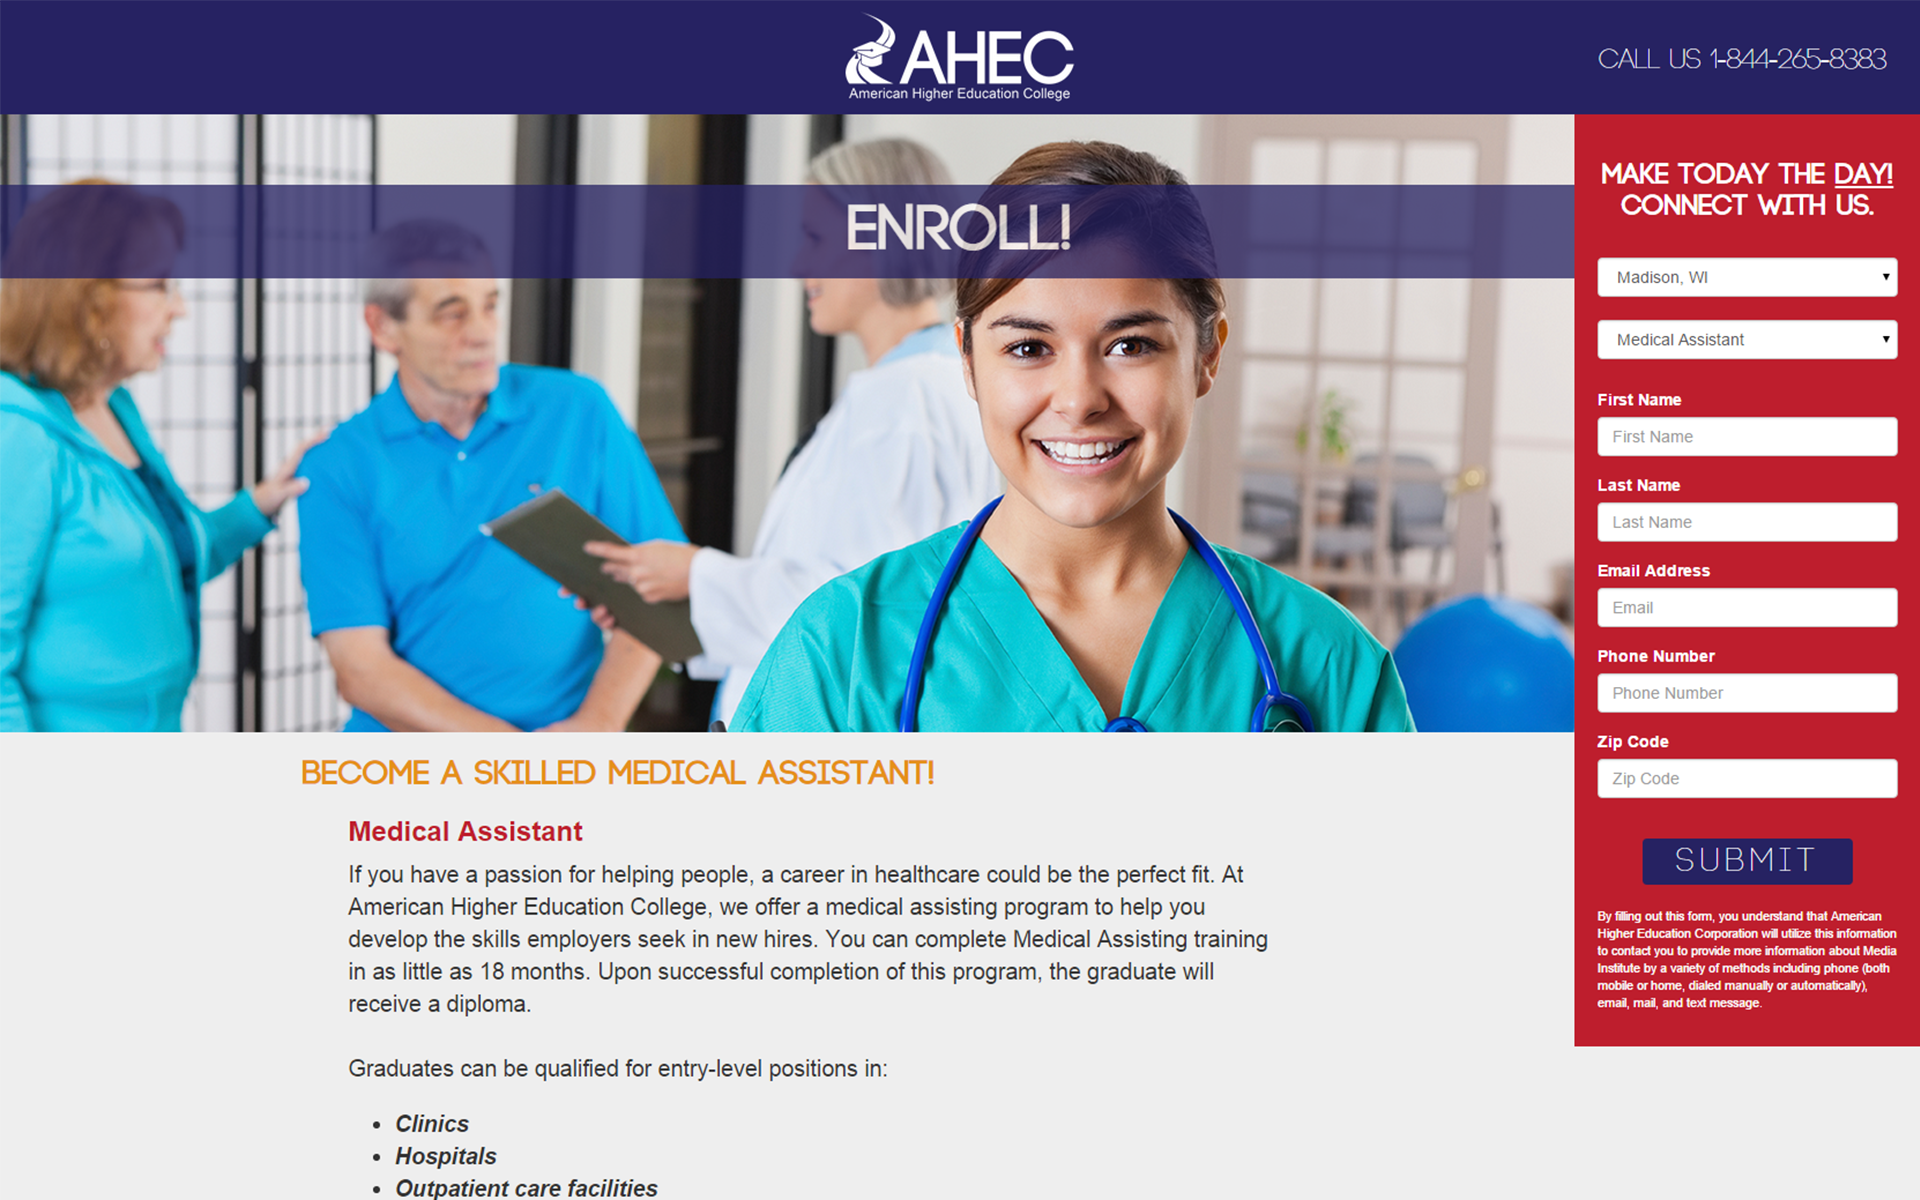 AHEC
American Higher Education College
CALL US 1-844-265-8383
ENROLL!
MAKE TODAY THE DAY!
CONNECT WITH US.
Madison, WI
Medical Assistant
First Name
First Name
Last Name
Last Name
Email Address
Email
Phone Number
Phone Number
Zip Code
Zip Code
SUBMIT
By filling out this form, you understand that American
Higher Education Corporation will utilize this information
to contact you to provide more information about Media
Institute by a variety of methods including phone (both
mobile or home, dialed manually or automatically),
email, mail, and text message.
BECOME A SKILLED MEDICAL ASSISTANT!
Medical Assistant
If you have a passion for helping people, a career in healthcare could be the perfect fit. At
American Higher Education College, we offer a medical assisting program to help you
develop the skills employers seek in new hires. You can complete Medical Assisting training
in as little as 18 months. Upon successful completion of this program, the graduate will
receive a diploma.
Graduates can be qualified for entry-level positions in:
• Clinics
• Hospitals
• Outpatient care facilities